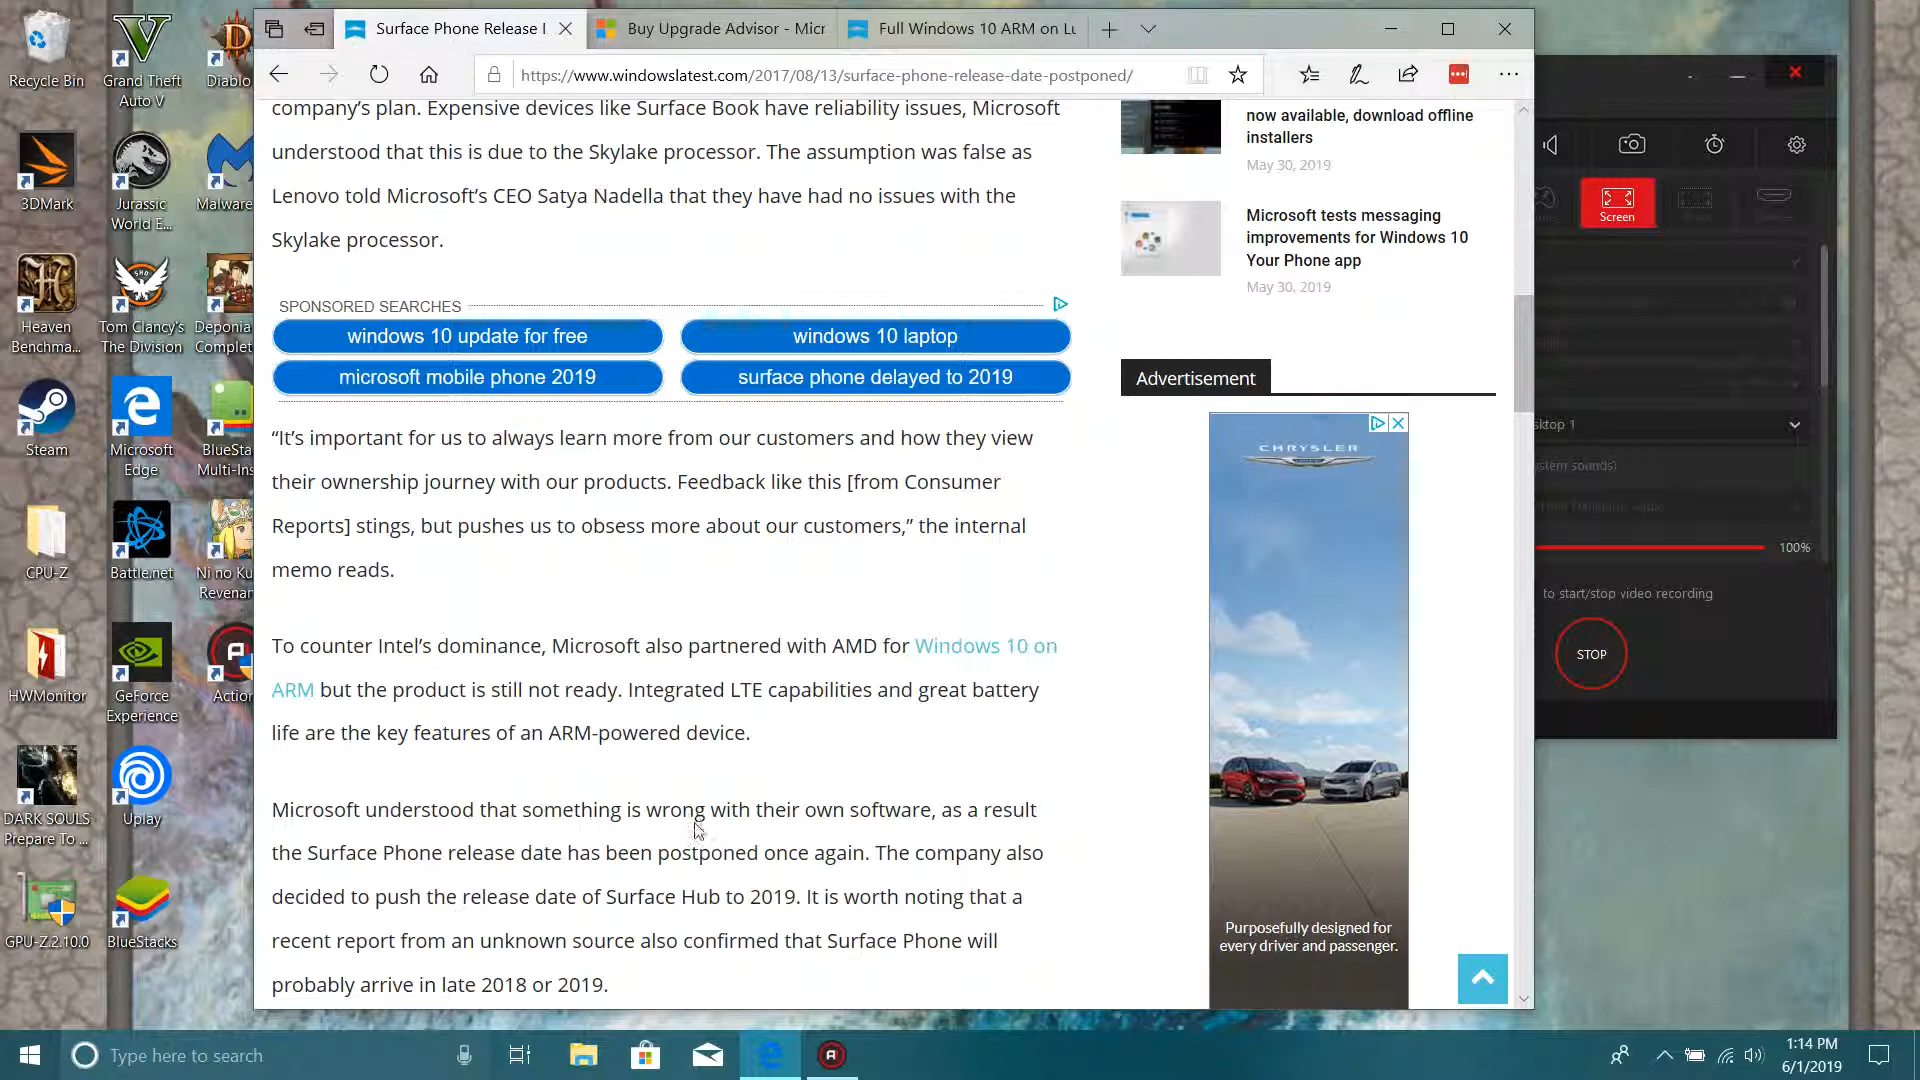 Recycle Bin
Grand Theft
Auto V
Diablo
3DMark
Jurassic
World E...
Malware
Heaven
Benchma...
Tom Clancy's
The Division
Deponia
Complet
Steam
Microsoft
Edge
BlueSta
Multi-Ins
CPU-Z
Battle.net
Ni no Ku
Revenan
HWMonitor
GeForce
Experience
Action
DARK SOULS
Prepare To ...
Uplay
GPU-Z.2.10.0
BlueStacks
Surface Phone Release I
Buy Upgrade Advisor - Micr
Full Windows 10 ARM on Lu
https://www.windowslatest.com/2017/08/13/surface-phone-release-date-postponed/
company's plan. Expensive devices like Surface Book have reliability issues, Microsoft
understood that this is due to the Skylake processor. The assumption was false as
Lenovo told Microsoft's CEO Satya Nadella that they have had no issues with the
Skylake processor.
SPONSORED SEARCHES
windows 10 update for free
windows 10 laptop
microsoft mobile phone 2019
surface phone delayed to 2019
“It's important for us to always learn more from our customers and how they view
their ownership journey with our products. Feedback like this [from Consumer
Reports] stings, but pushes us to obsess more about our customers,” the internal
memo reads.
To counter Intel's dominance, Microsoft also partnered with AMD for Windows 10 on
ARM but the product is still not ready. Integrated LTE capabilities and great battery
life are the key features of an ARM-powered device.
Microsoft understood that something is wrong with their own software, as a result
the Surface Phone release date has been postponed once again. The company also
decided to push the release date of Surface Hub to 2019. It is worth noting that a
recent report from an unknown source also confirmed that Surface Phone will
probably arrive in late 2018 or 2019.
now available, download offline
installers
May 30, 2019
Microsoft tests messaging
improvements for Windows 10
Your Phone app
May 30, 2019
Advertisement
CHRYSLER
Purposefully designed for
every driver and passenger.
Screen
sktop 1
stem sounds)
100%
to start/stop video recording
STOP
Type here to search
1:14 PM
6/1/2019